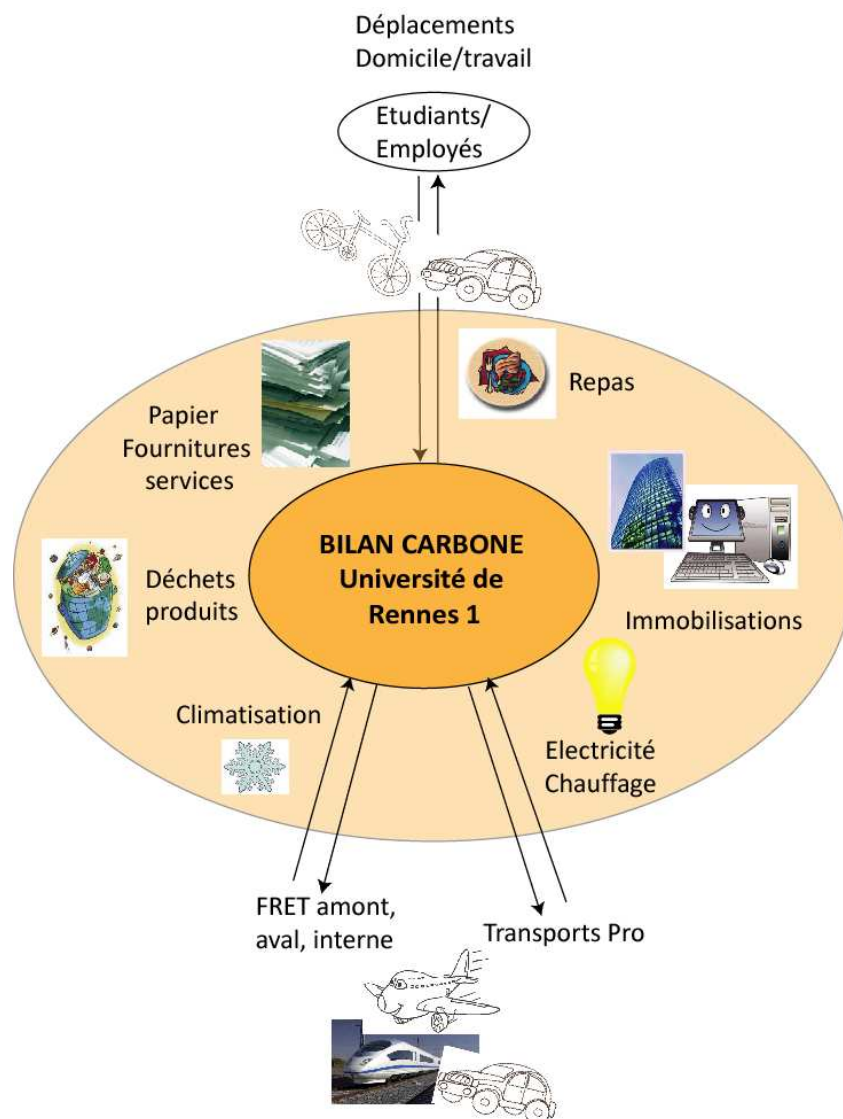 Déplacements
Domicile/travail
Etudiants/
Employés
Repas
Papier
Fournitures
services
BILAN CARBONE
Université de
Rennes 1
Déchets
produits
Immobilisations
Climatisation
Electricité
Chauffage
FRET amont,
aval, interne
Transports Pro